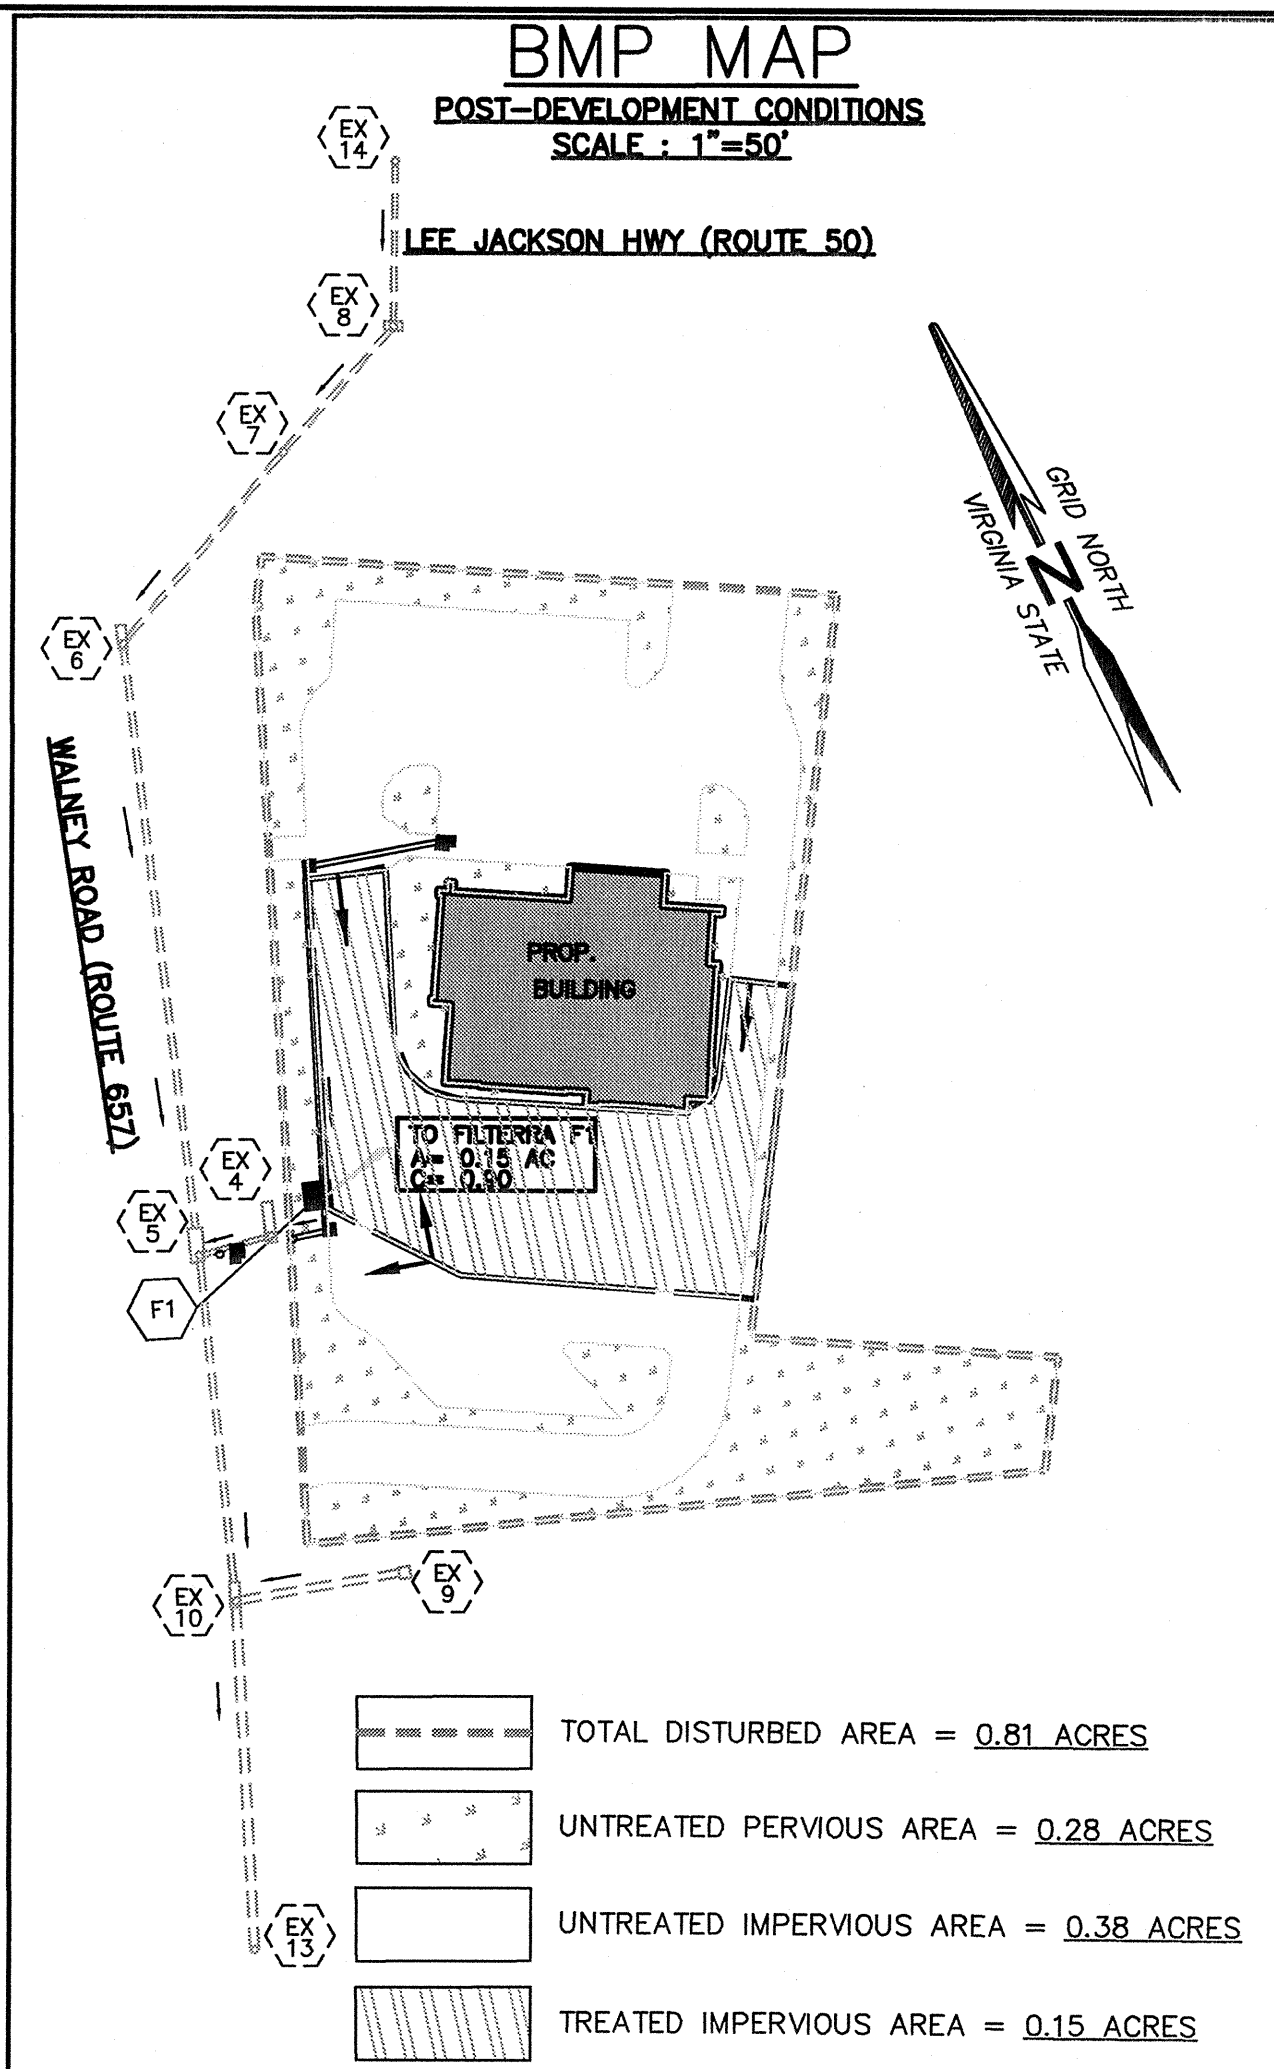 BMP MAP
POST-DEVELOPMENT CONDITIONS
SCALE : 1"=50'
EX
14
LEE JACKSON HWY (ROUTE 50)
EX
8
EX
7
GRID NORTH
N
VIRGINIA STATE
EX
6
WALNEY ROAD (ROUTE 657)
PROP.
BUILDING
TO FILTERRA F1
A= 0.15 AC
C= 0.90
EX
4
EX
5
F1
EX
9
EX
10
EX
13
TOTAL DISTURBED AREA = 0.81 ACRES
UNTREATED PERVIOUS AREA = 0.28 ACRES
UNTREATED IMPERVIOUS AREA = 0.38 ACRES
TREATED IMPERVIOUS AREA = 0.15 ACRES